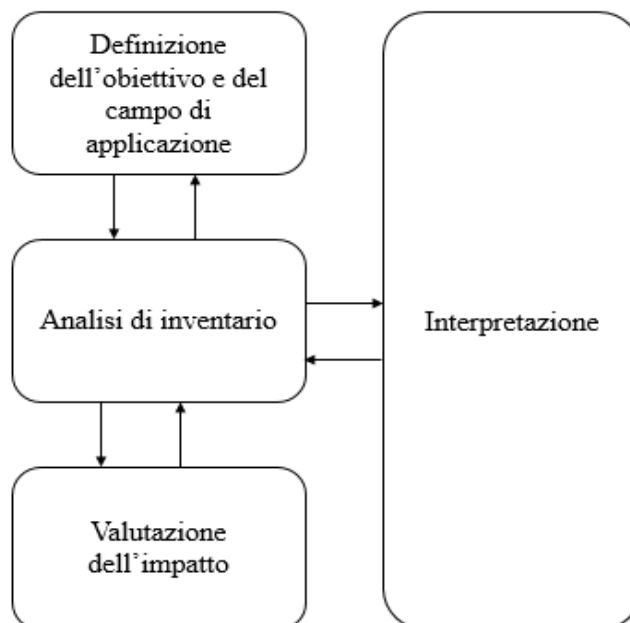 Definizione
dell’obiettivo e del
campo di
applicazione
Analisi di inventario
Interpretazione
Valutazione
dell’impatto